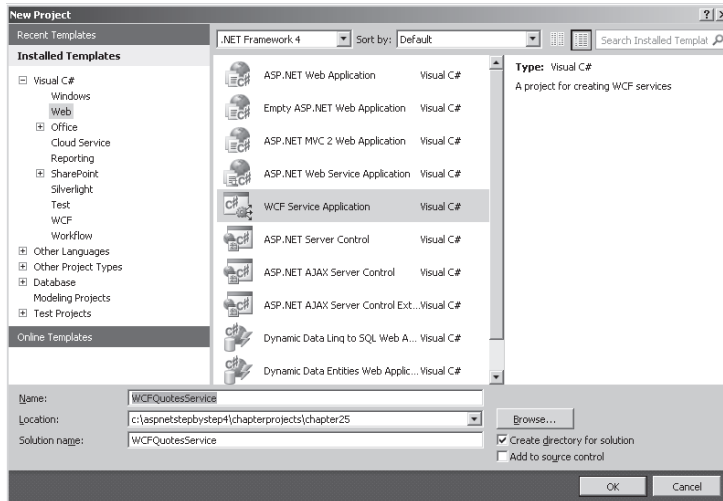 New Project
Recent Templates
Installed Templates
Visual C#
Windows
Web
Office
Cloud Service
Reporting
SharePoint
Silverlight
Test
WCF
Workflow
Other Languages
Other Project Types
Database
Modeling Projects
Test Projects
Online Templates
.NET Framework 4
Sort by: Default
Search Installed Templat
ASP.NET Web Application Visual C#
Empty ASP.NET Web Application Visual C#
ASP.NET MVC 2 Web Application Visual C#
ASP.NET Web Service Application Visual C#
WCF Service Application Visual C#
ASP.NET Server Control Visual C#
ASP.NET AJAX Server Control Visual C#
ASP.NET AJAX Server Control Ext... Visual C#
Dynamic Data Linq to SQL Web A... Visual C#
Dynamic Data Entities Web Applic... Visual C#
Type: Visual C#
A project for creating WCF services
Name: WCFQuotesService
Location: c:\aspnetstepbystep4\chapterprojects\chapter25
Browse...
Solution name: WCFQuotesService
Create directory for solution
Add to source control
OK
Cancel